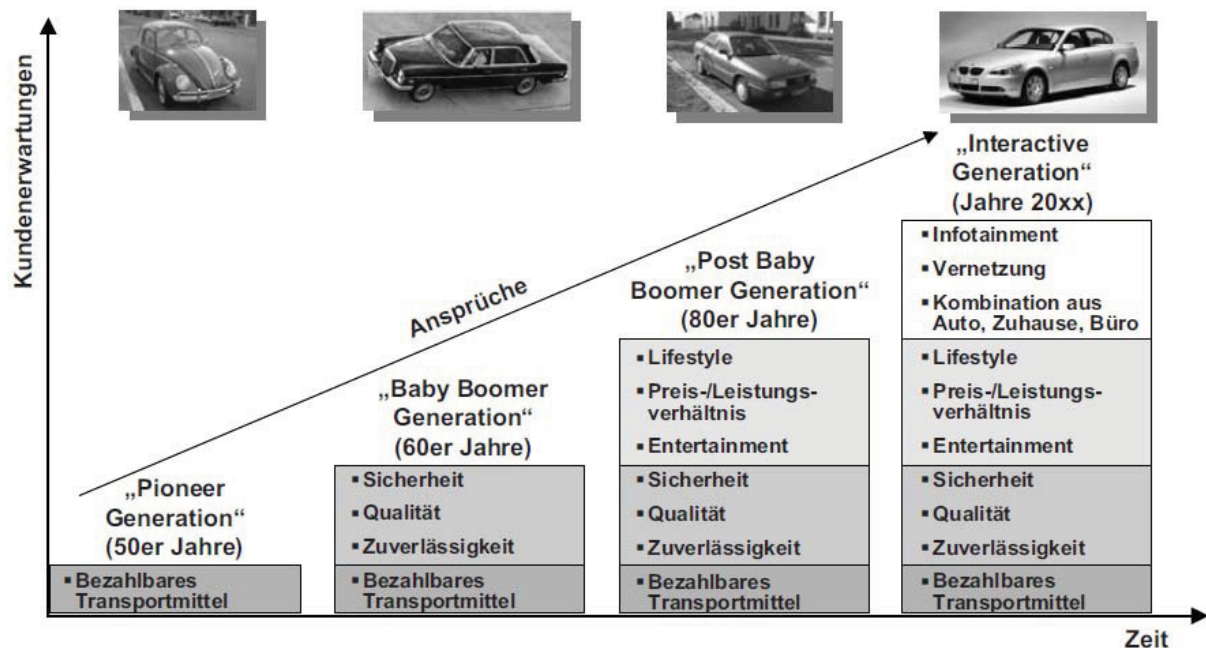 Kundenerwartungen
Ansprüche
„Pioneer
Generation“
(50er Jahre)
▪ Bezahlbares
Transportmittel
„Baby Boomer
Generation“
(60er Jahre)
▪ Sicherheit
▪ Qualität
▪ Zuverlässigkeit
▪ Bezahlbares
Transportmittel
„Post Baby
Boomer Generation“
(80er Jahre)
▪ Lifestyle
▪ Preis-/Leistungs-
verhältnis
▪ Entertainment
▪ Sicherheit
▪ Qualität
▪ Zuverlässigkeit
▪ Bezahlbares
Transportmittel
„Interactive
Generation“
(Jahre 20xx)
▪ Infotainment
▪ Vernetzung
▪ Kombination aus
Auto, Zuhause, Büro
▪ Lifestyle
▪ Preis-/Leistungs-
verhältnis
▪ Entertainment
▪ Sicherheit
▪ Qualität
▪ Zuverlässigkeit
▪ Bezahlbares
Transportmittel
Zeit